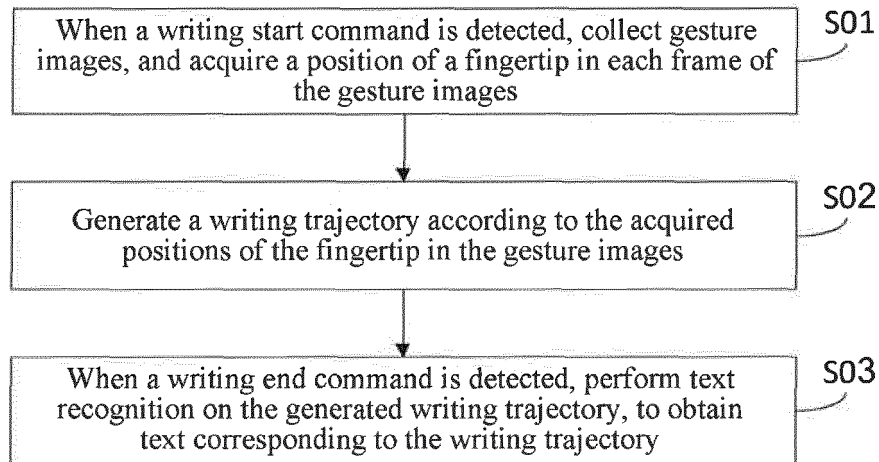 When a writing start command is detected, collect gesture
images, and acquire a position of a fingertip in each frame of
the gesture images
S01
Generate a writing trajectory according to the acquired
positions of the fingertip in the gesture images
S02
When a writing end command is detected, perform text
recognition on the generated writing trajectory, to obtain
text corresponding to the writing trajectory
S03